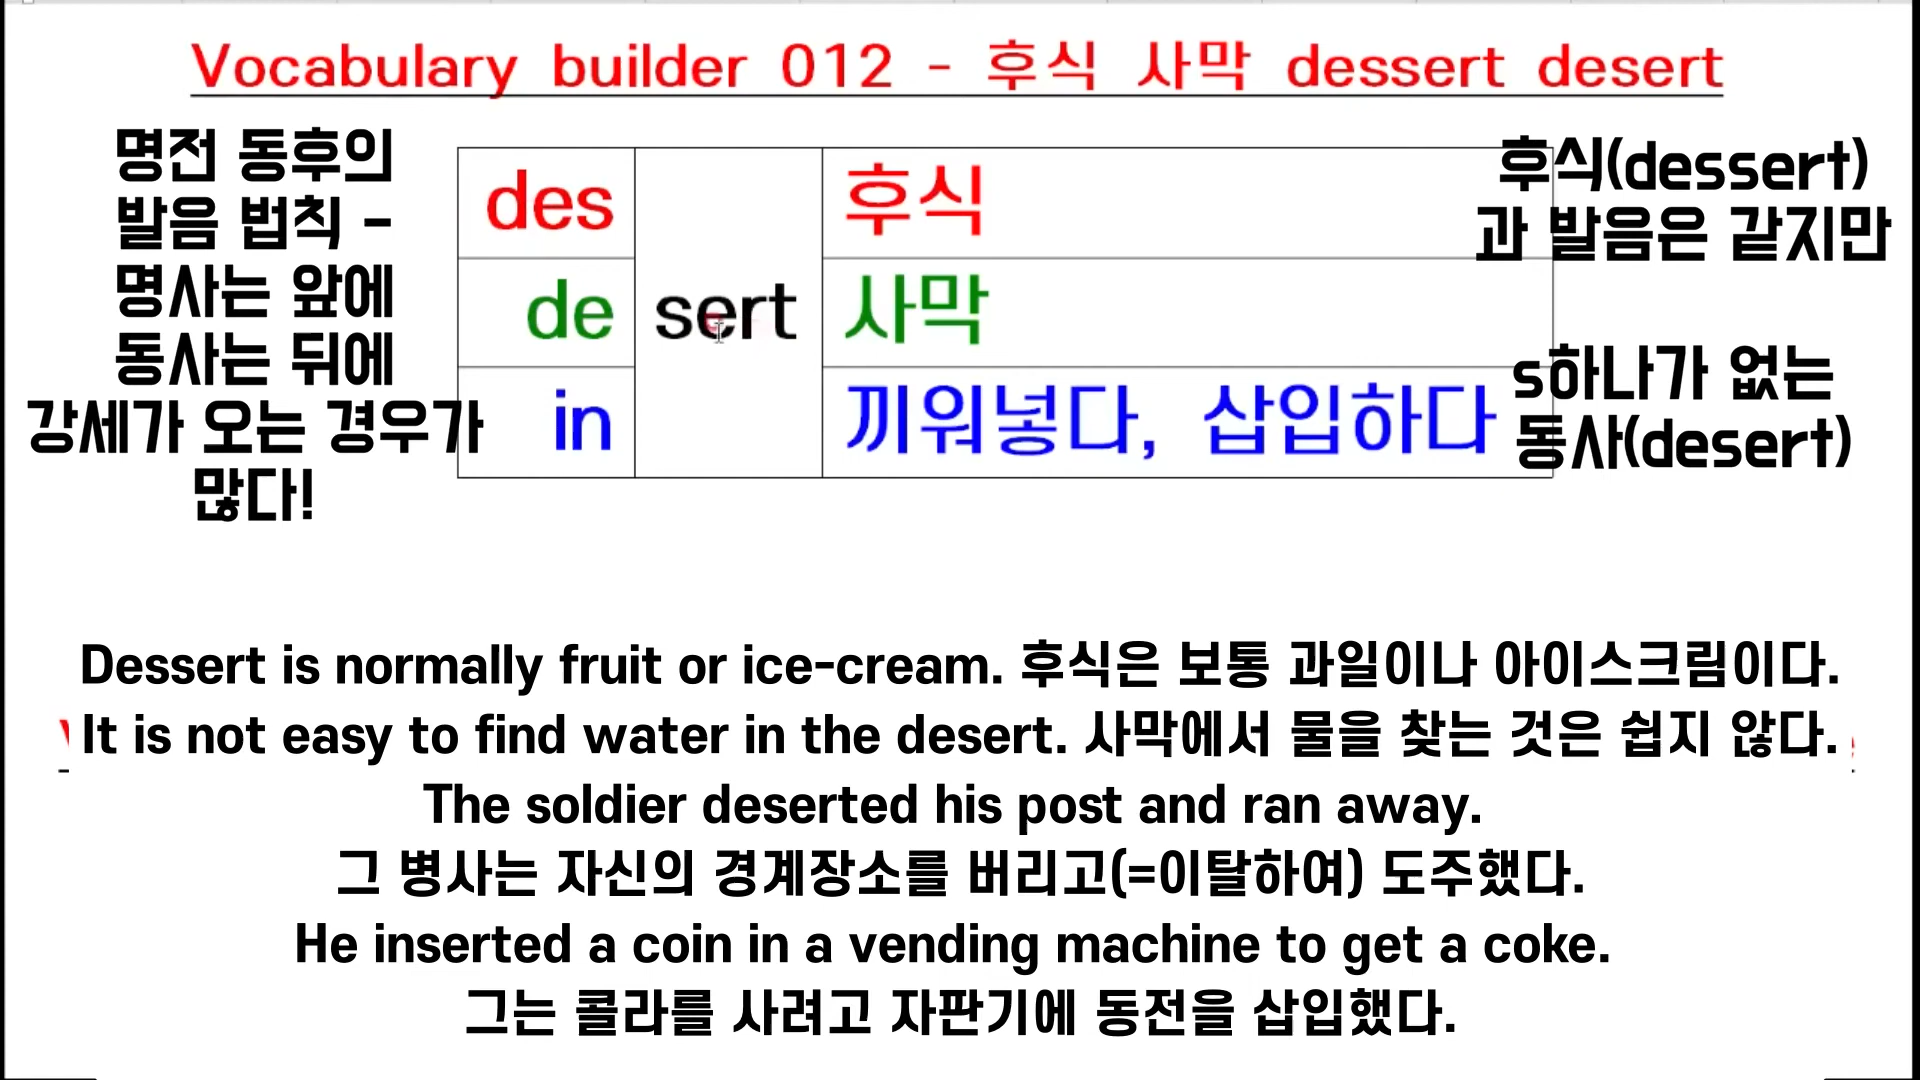 Vocabulary builder 012 - 후식 사막 dessert desert
명전 동후의
발음 법칙 -
명사는 앞에
동사는 뒤에
강세가 오는 경우가
많다!
des
후식
de
sert
사막
in
끼워넣다, 삽입하다
후식(dessert)
과 발음은 같지만
s하나가 없는
동사(desert)
Dessert is normally fruit or ice-cream. 후식은 보통 과일이나 아이스크림이다.
It is not easy to find water in the desert. 사막에서 물을 찾는 것은 쉽지 않다.
The soldier deserted his post and ran away.
그 병사는 자신의 경계장소를 버리고(=이탈하여) 도주했다.
He inserted a coin in a vending machine to get a coke.
그는 콜라를 사려고 자판기에 동전을 삽입했다.